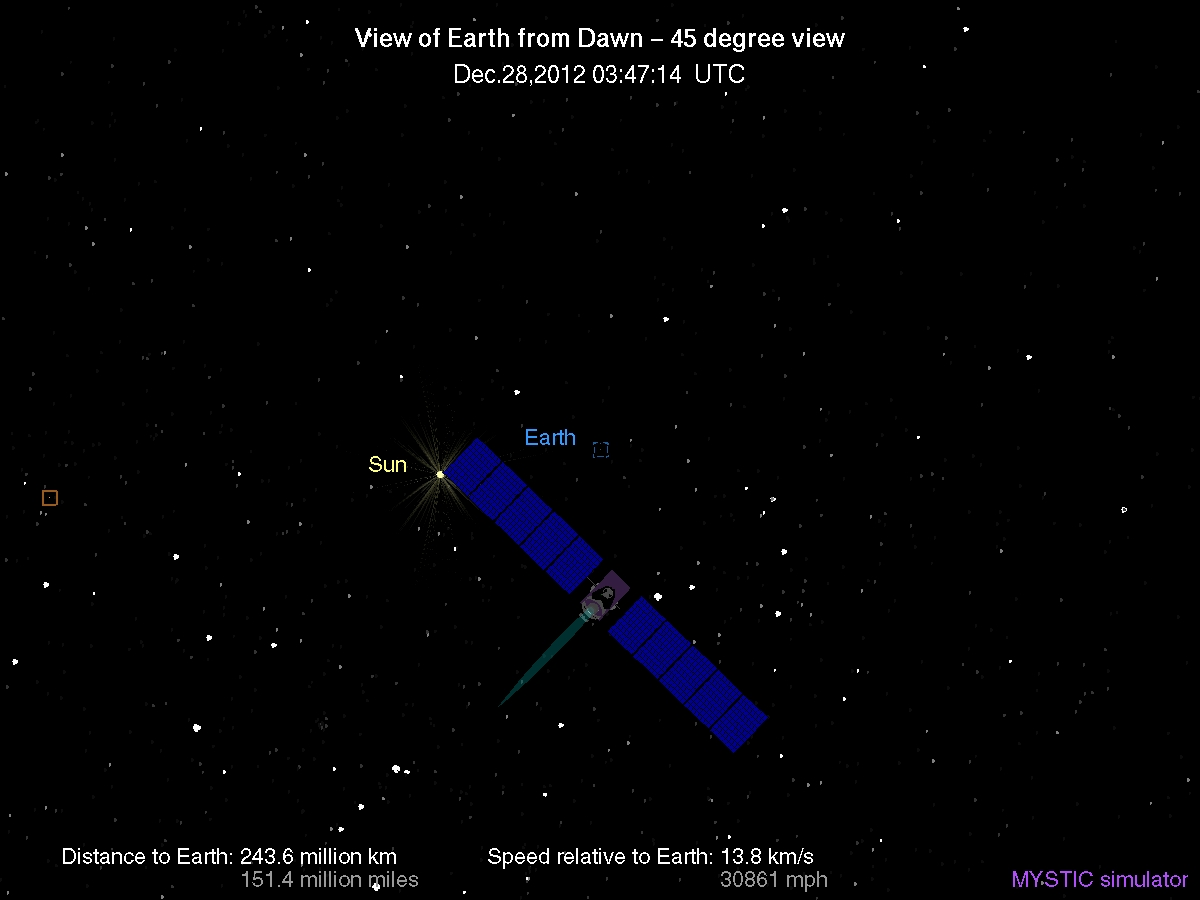 View of Earth from Dawn – 45 degree view
Dec.28,2012 03:47:14 UTC
Earth
Sun
Distance to Earth: 243.6 million km
151.4 million miles
Speed relative to Earth: 13.8 km/s
30861 mph
MYSTIC simulator